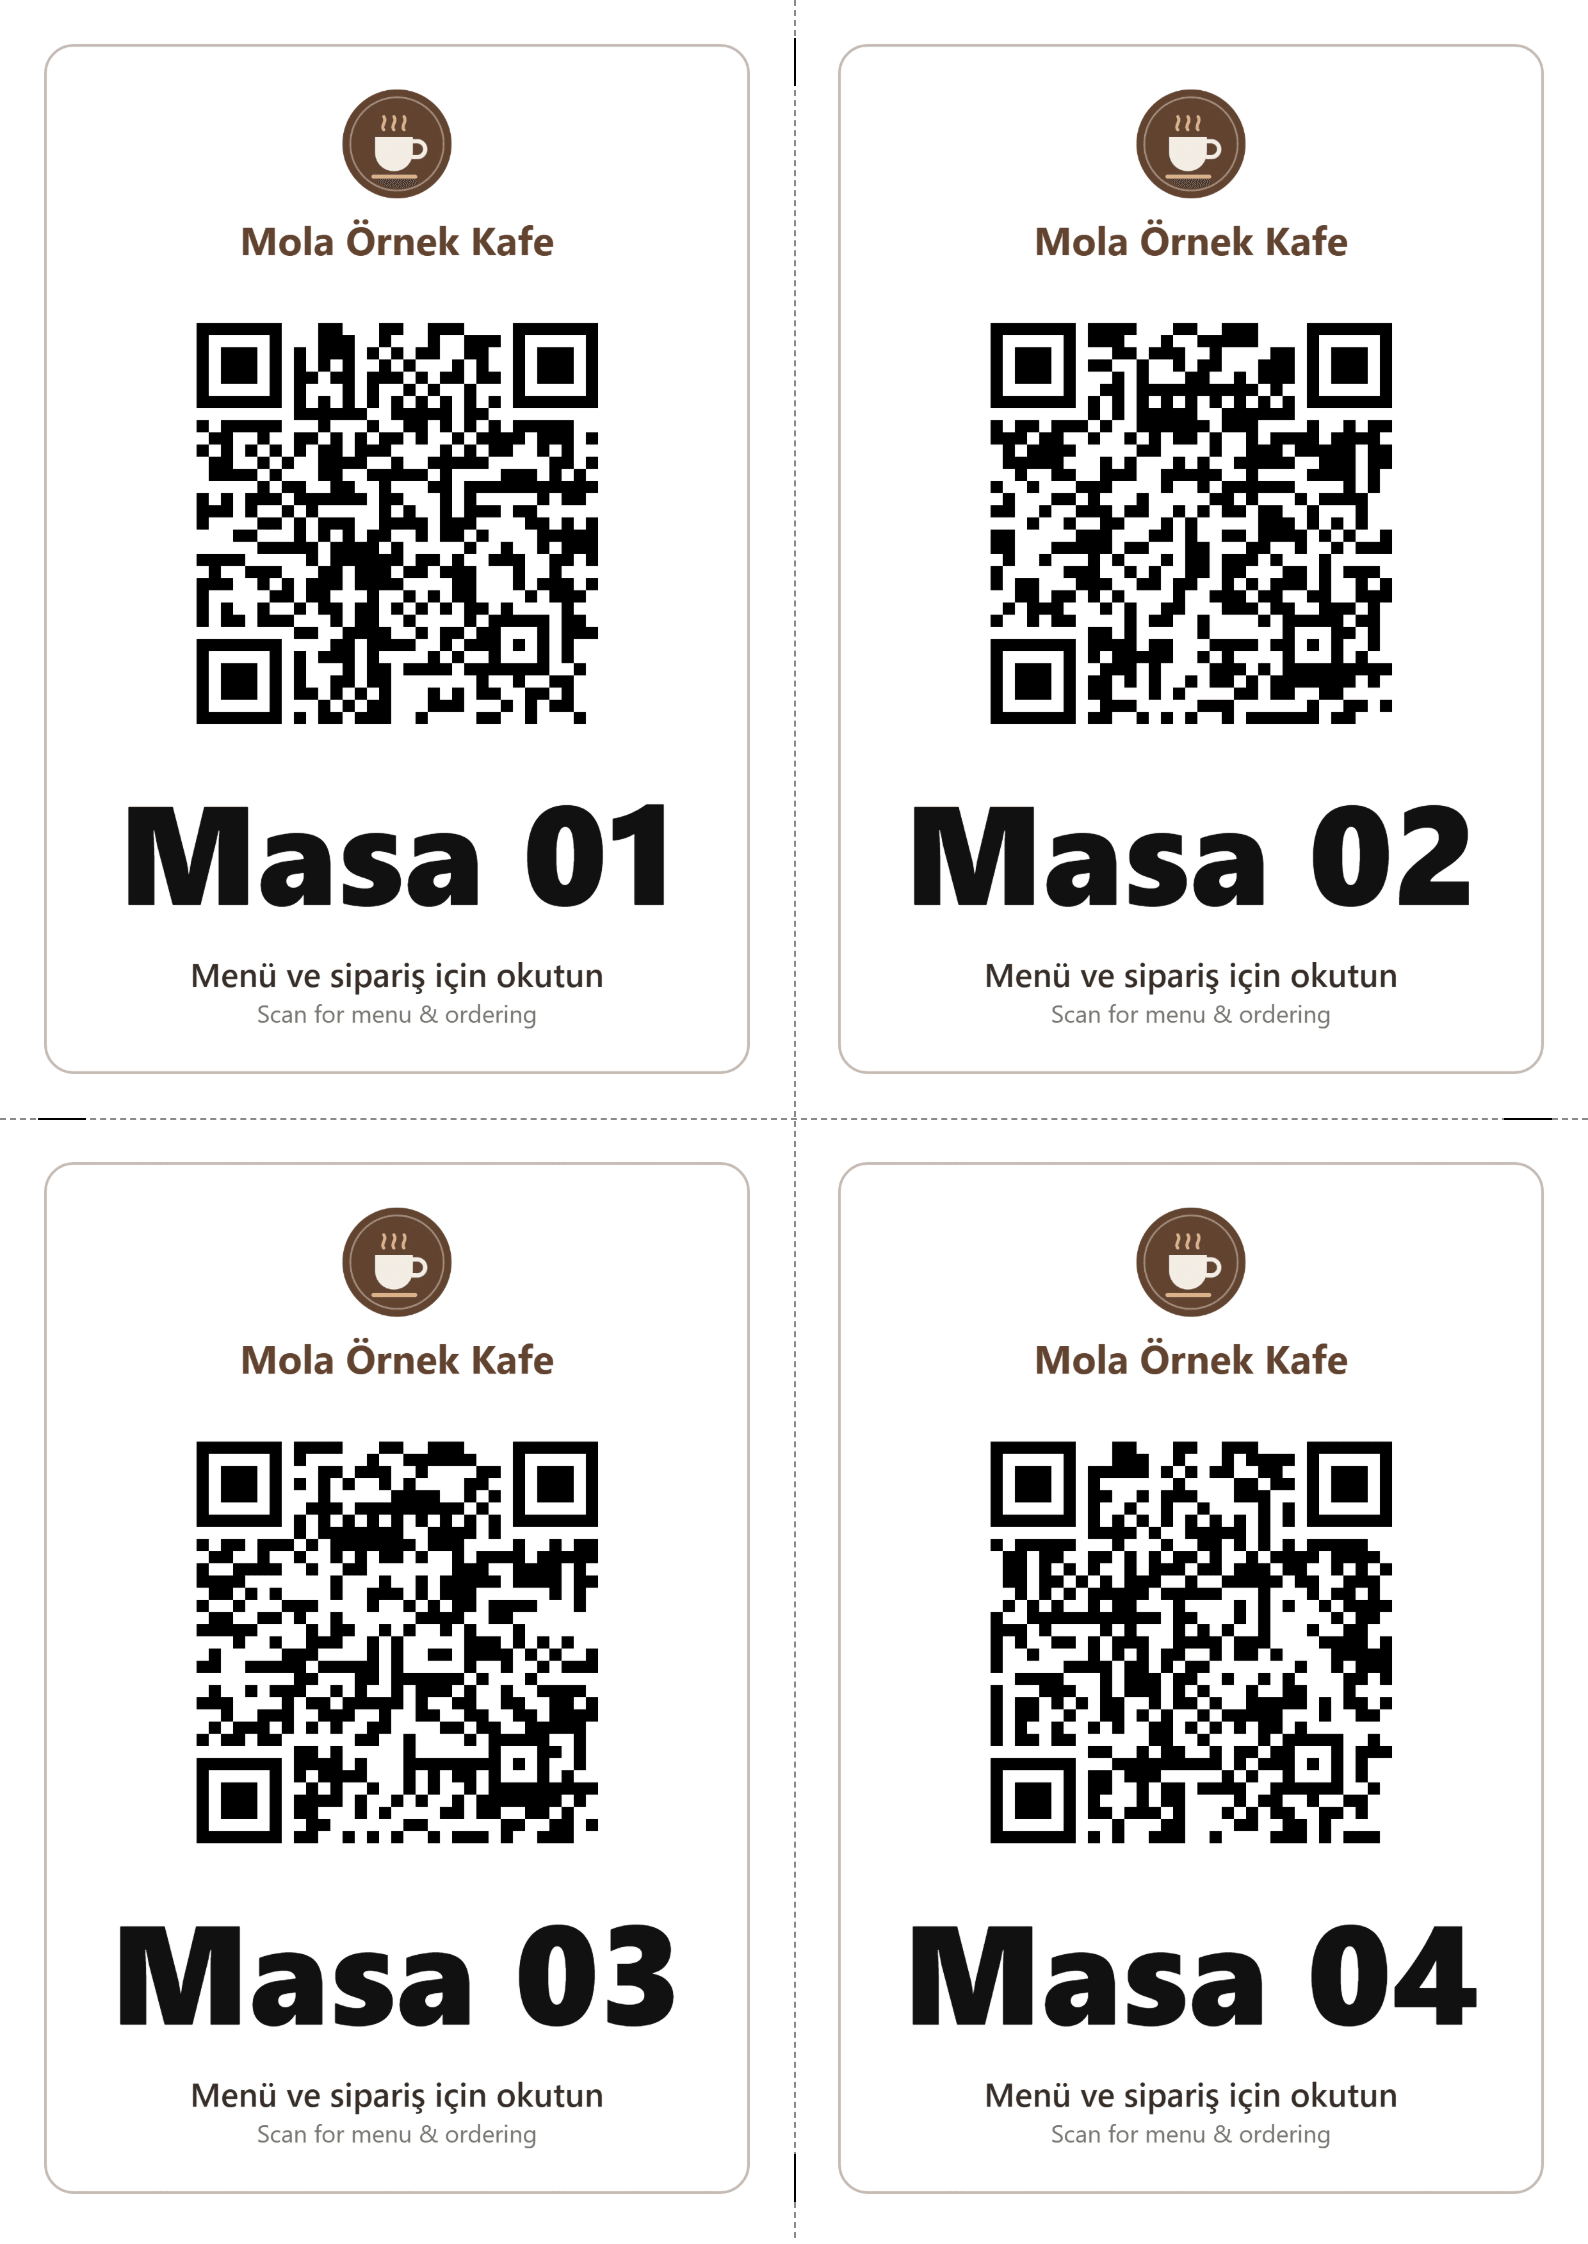 Mola Örnek Kafe
Masa 01
Menü ve sipariş için okutun
Scan for menu & ordering
Mola Örnek Kafe
Masa 02
Menü ve sipariş için okutun
Scan for menu & ordering
Mola Örnek Kafe
Masa 03
Menü ve sipariş için okutun
Scan for menu & ordering
Mola Örnek Kafe
Masa 04
Menü ve sipariş için okutun
Scan for menu & ordering